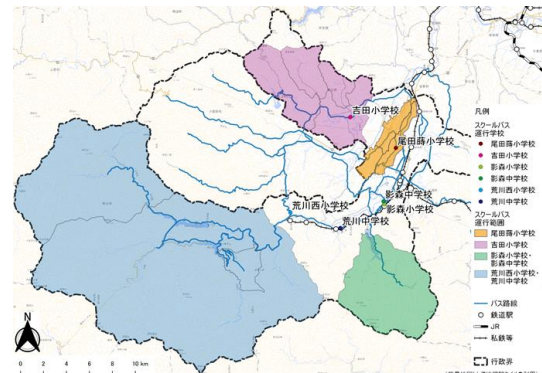 吉田小学校
尾田蒔小学校
影森中学校
荒川西小学校
影森小学校
荒川中学校
凡例
スクールバス
運行学校
尾田蒔小学校
吉田小学校
影森小学校
影森中学校
荒川西小学校
荒川中学校
スクールバス
運行範囲
尾田蒔小学校
吉田小学校
影森小学校・
影森中学校
荒川西小学校・
荒川中学校
バス路線
鉄道駅
JR
私鉄等
行政界
N
0 2 4 6 8 10 km